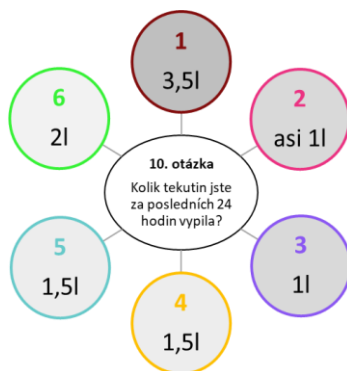 1
3,5l
6
2l
2
asi 1l
10. otázka
Kolik tekutin jste
za posledních 24
hodin vypila?
5
1,5l
3
1l
4
1,5l